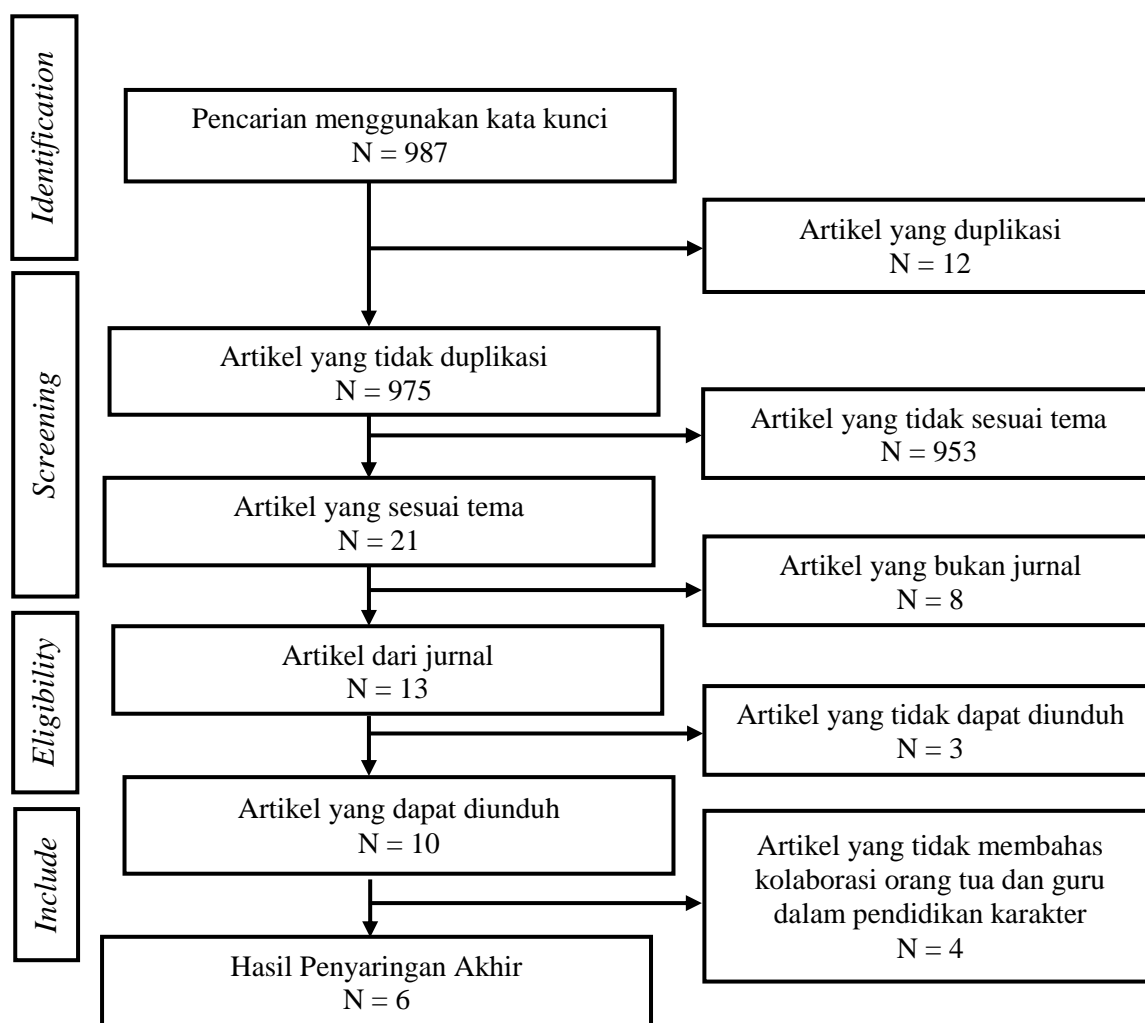 Identification
Pencarian menggunakan kata kunci
N = 987
Artikel yang duplikasi
N = 12
Screening
Artikel yang tidak duplikasi
N = 975
Artikel yang tidak sesuai tema
N = 953
Artikel yang sesuai tema
N = 21
Artikel yang bukan jurnal
N = 8
Eligibility
Artikel dari jurnal
N = 13
Artikel yang tidak dapat diunduh
N = 3
Artikel yang dapat diunduh
N = 10
Include
Artikel yang tidak membahas
kolaborasi orang tua dan guru
dalam pendidikan karakter
N = 4
Hasil Penyaringan Akhir
N = 6